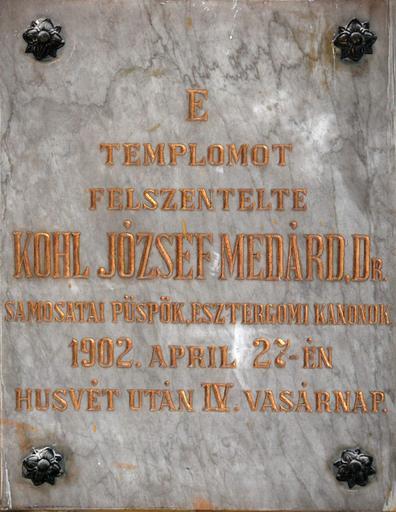 E
TEMPLOMOT
FELSZENTELTE
KOHL JÓZSEF MEDÁRD, DR.
SAMOSATAI PÜSPÖK, ESZTERGOMI KANONOK
1902. APRIL 27-ÉN
HUSVÉT UTÁN IV. VASÁRNAP.